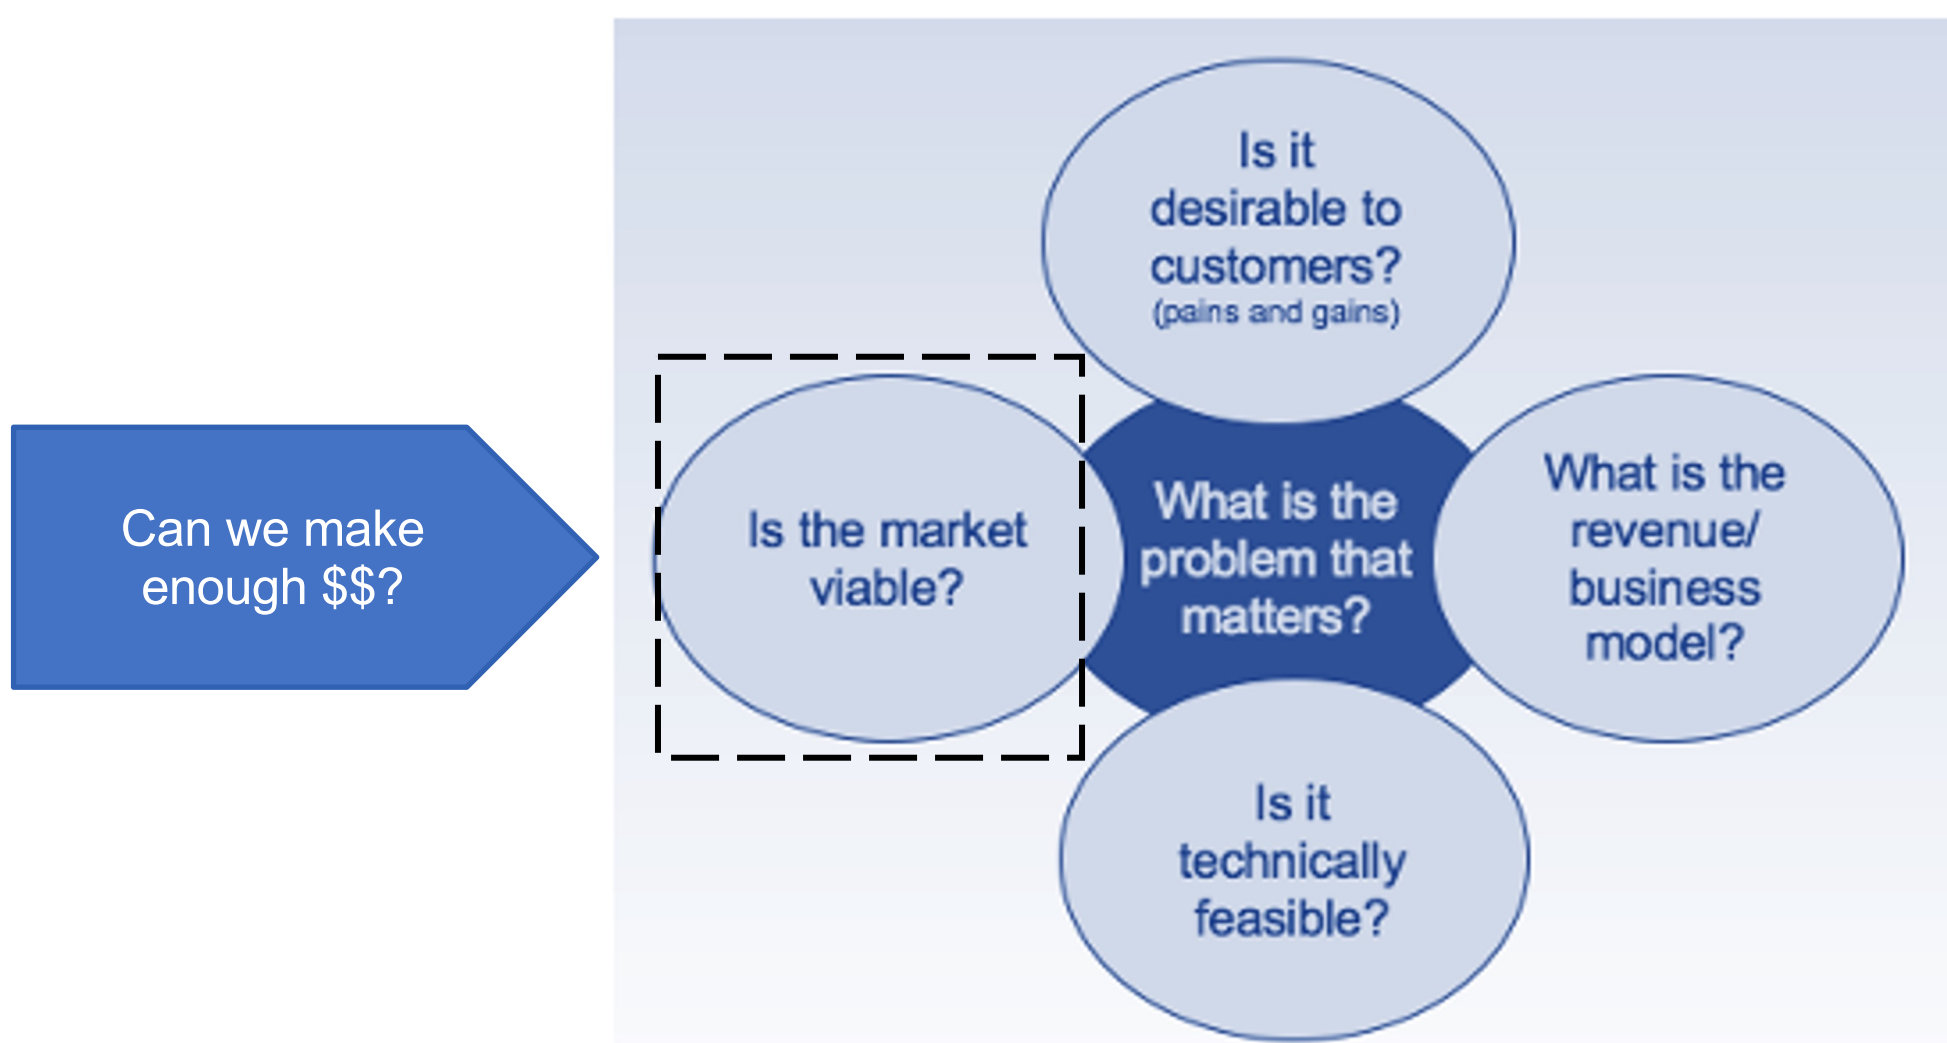 Can we make
enough $$?
Is it
desirable to
customers?
(pains and gains)
Is the market
viable?
What is the
problem that
matters?
What is the
revenue/
business
model?
Is it
technically
feasible?